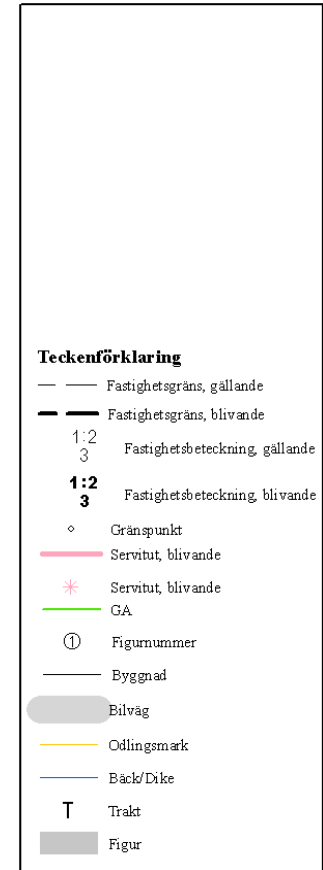 Teckenförklaring
Fastighetsgräns, gällande
Fastighetsgräns, blivande
1:2
3
Fastighetsbeteckning, gällande
1:2
3
Fastighetsbeteckning, blivande
Gränspunkt
Servitut, blivande
Servitut, blivande
GA
1 Figurnummer
Byggnad
Bilväg
Odlingsmark
Bäck/Dike
T Trakt
Figur